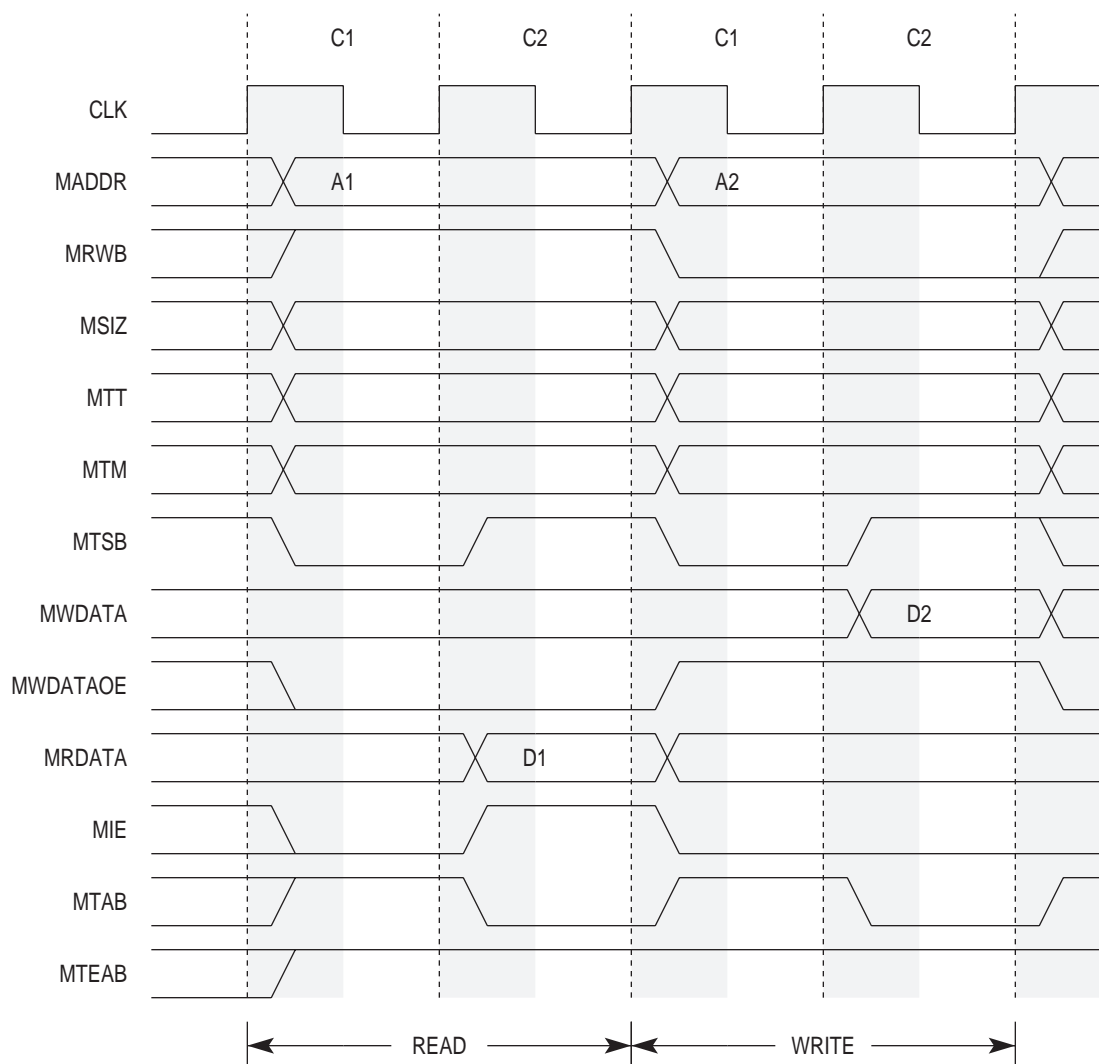 C1 C2 C1 C2
CLK
MADDR A1 A2
MRWB
MSIZ
MTT
MTM
MTSB
MWDATA D2
MWDATAOE
MRDATA D1
MIE
MTAB
MTEAB
READ WRITE